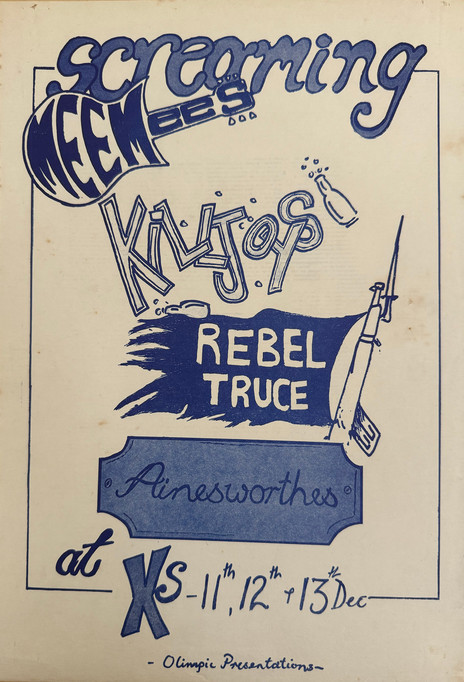 Screaming
MEEMEES
KILLJOYS
REBEL
TRUCE
Ainesworthes
at XS - 11th, 12th + 13th Dec
- Olimpic Presentations -